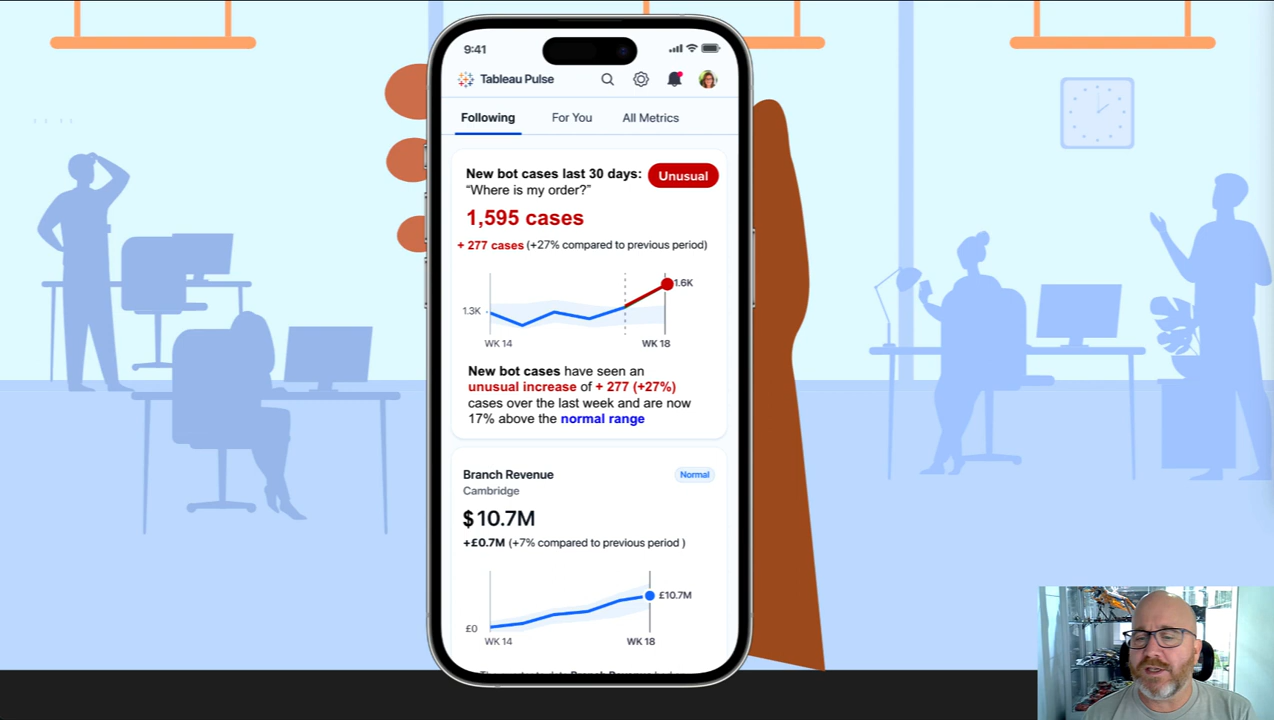 9:41
Tableau Pulse
Following For You All Metrics
New bot cases last 30 days: Unusual
“Where is my order?”
1,595 cases
+ 277 cases (+27% compared to previous period)
1.6K
1.3K
WK 14 WK 18
New bot cases have seen an
unusual increase of + 277 (+27%)
cases over the last week and are now
17% above the normal range
Branch Revenue Normal
Cambridge
$10.7M
+£0.7M (+7% compared to previous period )
£10.7M
£0
WK 14 WK 18